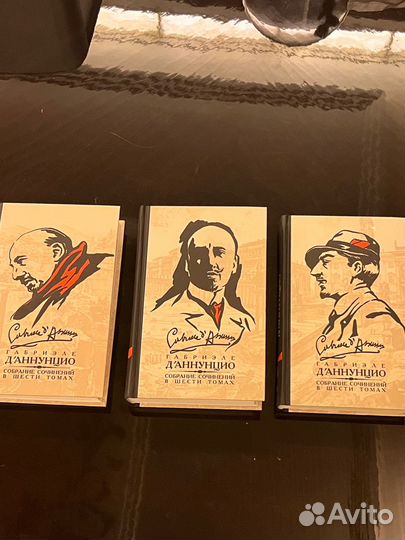 ГАБРИЭЛЕ
Д'АННУНЦИО
СОБРАНИЕ СОЧИНЕНИЙ
В ШЕСТИ ТОМАХ
ГАБРИЭЛЕ
Д'АННУНЦИО
СОБРАНИЕ СОЧИНЕНИЙ
В ШЕСТИ ТОМАХ
ГАБРИЭЛЕ
Д'АННУНЦИО
СОБРАНИЕ СОЧИНЕНИЙ
В ШЕСТИ ТОМАХ
Avito